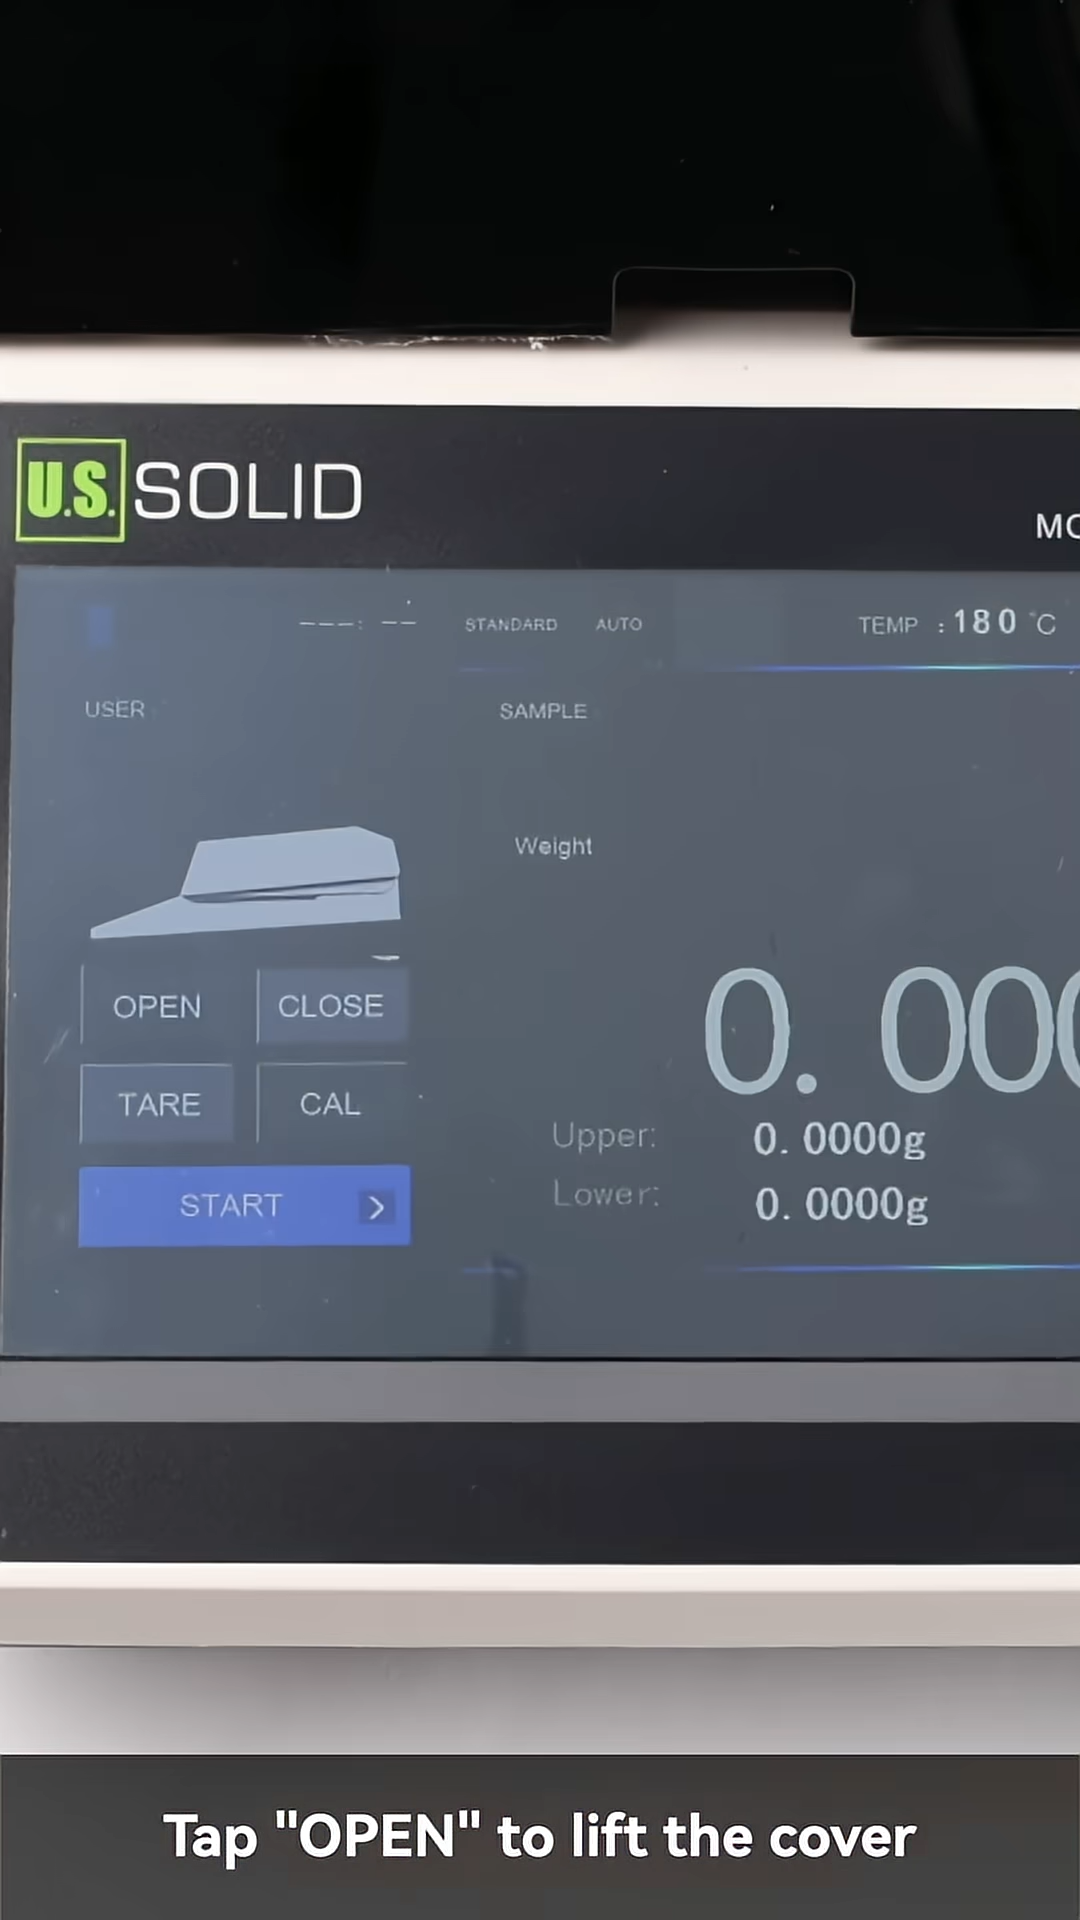 U.S. SOLID
MO
---: -- STANDARD AUTO TEMP :180 °C
USER SAMPLE
Weight
OPEN CLOSE
0. 000
TARE CAL
Upper: 0. 0000g
Lower: 0. 0000g
START >
Tap "OPEN" to lift the cover